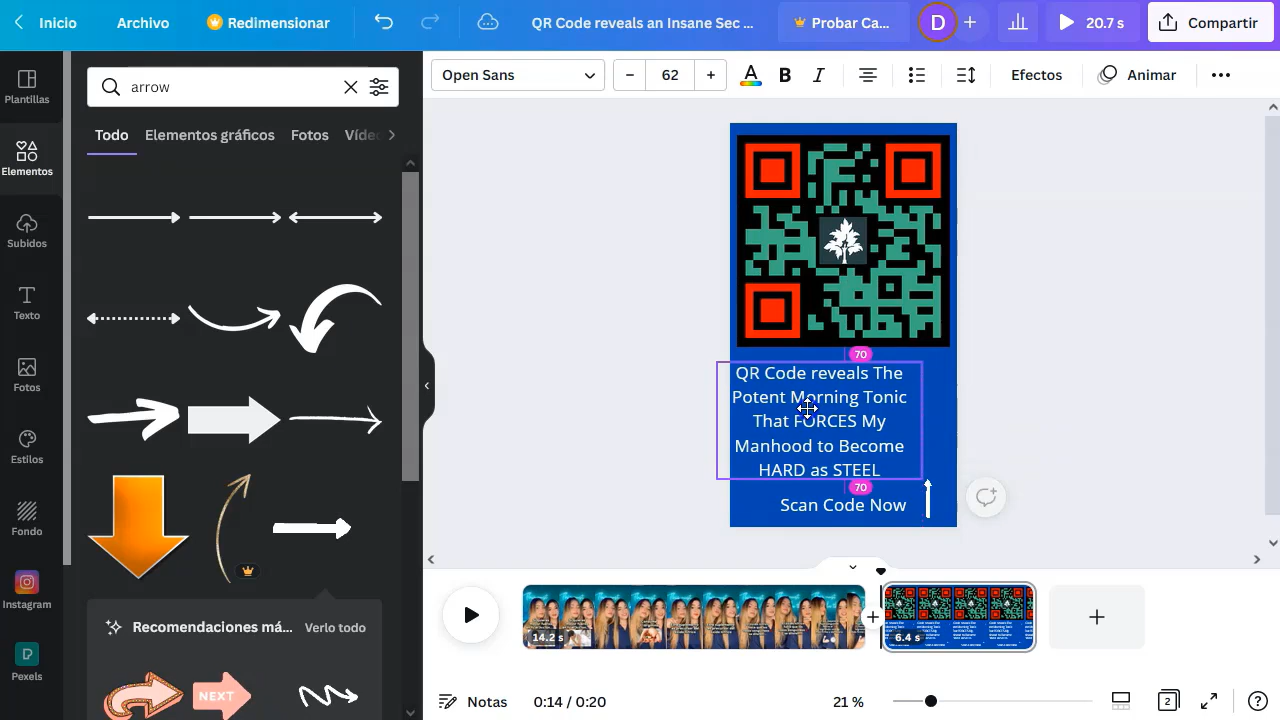 Inicio
Archivo
Redimensionar
QR Code reveals an Insane Sec ...
Probar Ca...
D
20.7 s
Compartir
Plantillas
Elementos
Subidos
Texto
Fotos
Estilos
Fondo
Instagram
Pexels
arrow
Todo
Elementos gráficos
Fotos
Vídeo
Recomendaciones má...
Verlo todo
NEXT
Open Sans
62
A
B
I
Efectos
Animar
70
QR Code reveals The
Potent Morning Tonic
That FORCES My
Manhood to Become
HARD as STEEL
70
Scan Code Now
14.2 s
6.4 s
Notas
0:14 / 0:20
21 %
2